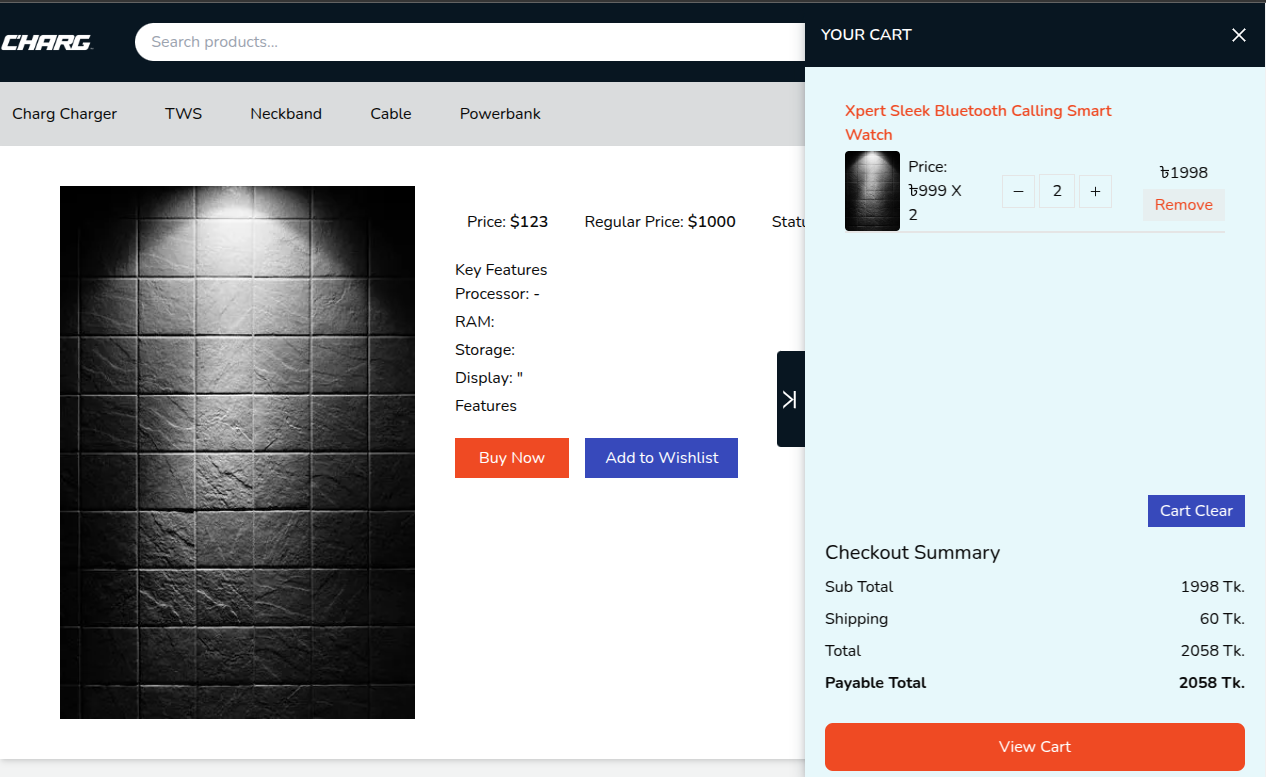 CHARG
Search products...
YOUR CART
Charg Charger TWS Neckband Cable Powerbank
Price: $123 Regular Price: $1000
Key Features
Processor: -
RAM:
Storage:
Display: "
Features
Buy Now Add to Wishlist
Xpert Sleek Bluetooth Calling Smart
Watch
Price:
৳999 X
2
− 2 +
৳1998
Remove
Cart Clear
Checkout Summary
Sub Total 1998 Tk.
Shipping 60 Tk.
Total 2058 Tk.
Payable Total 2058 Tk.
View Cart